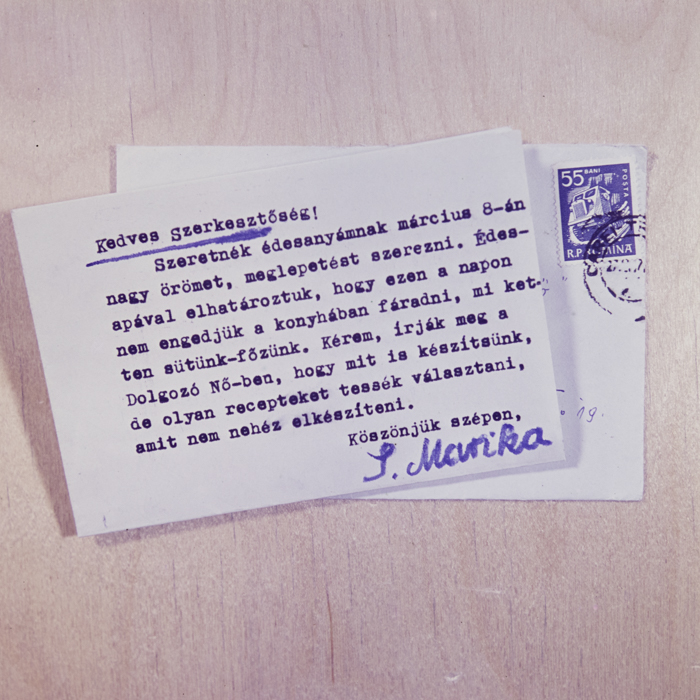 Kedves Szerkesztőség!
Szeretnék édesanyámnak március 8-án
nagy örömet, meglepetést szerezni. Édes-
apával elhatároztuk, hogy ezen a napon
nem engedjük a konyhában fáradni, mi ket-
ten sütünk-főzünk. Kérem, írják meg a
Dolgozó Nő-ben, hogy mit is készítsünk,
de olyan recepteket tessék választani,
amit nem nehéz elkészíteni.
Köszönjük szépen,
S. Marika
55 BANI
POSTA
R.P. ROMINA